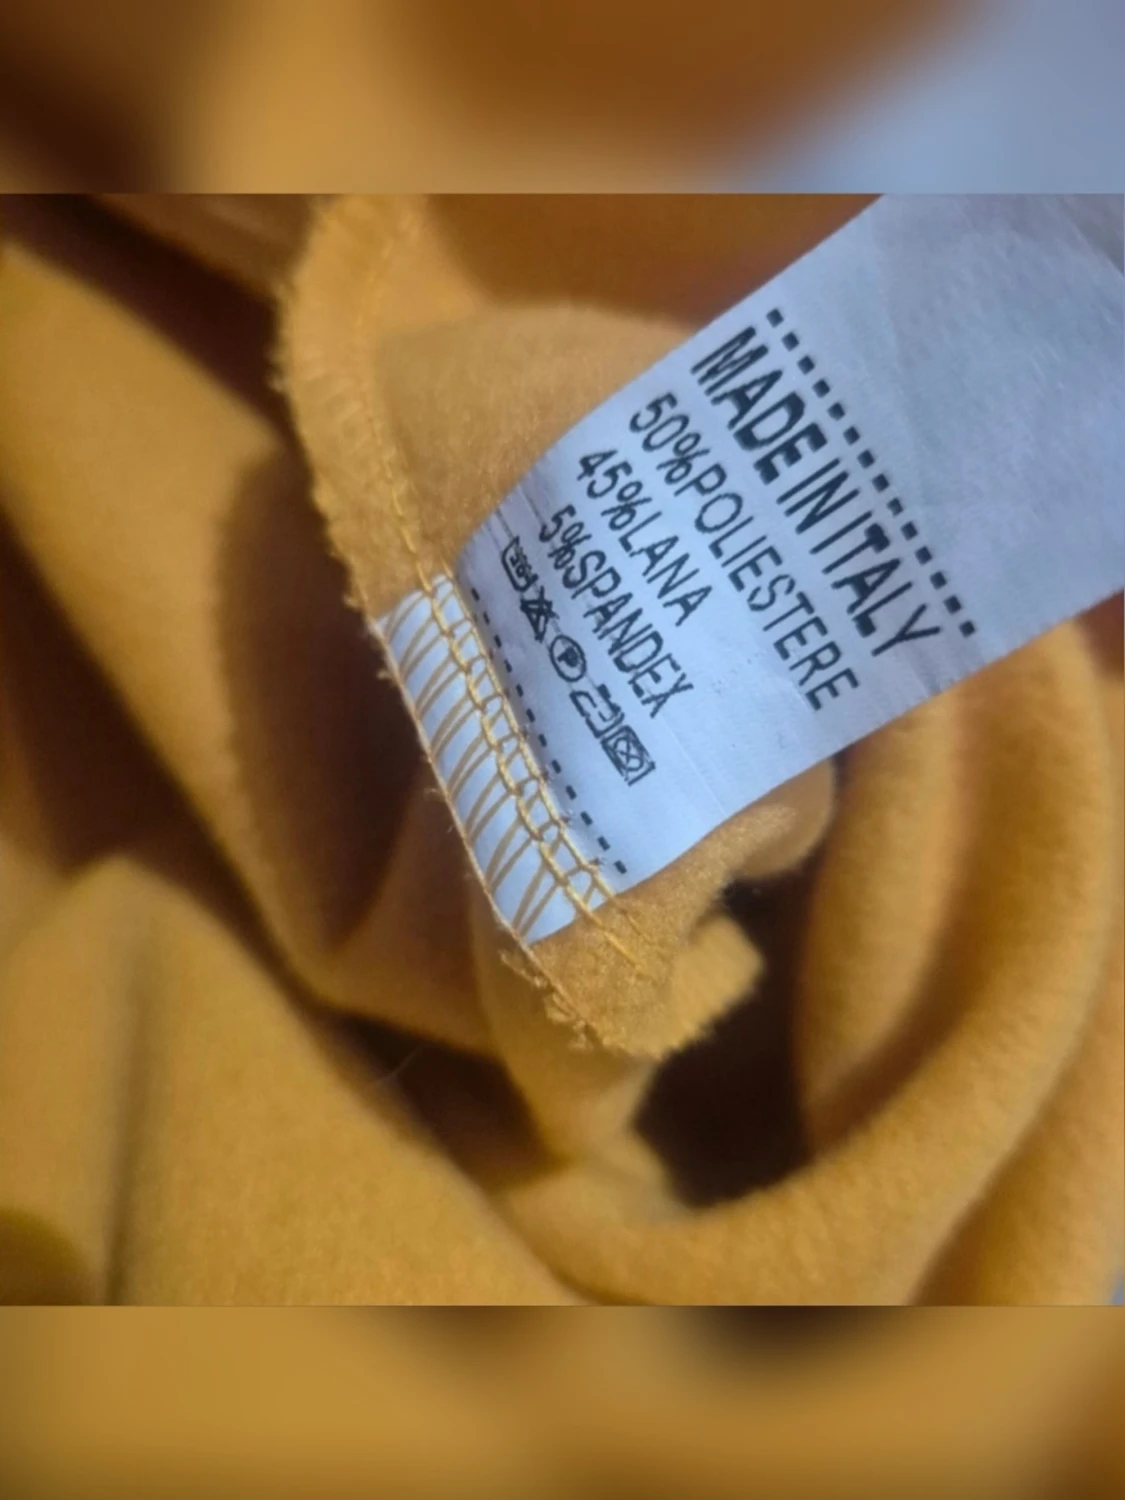 MADE IN ITALY
50%POLIESTERE
45%LANA
5%SPANDEX